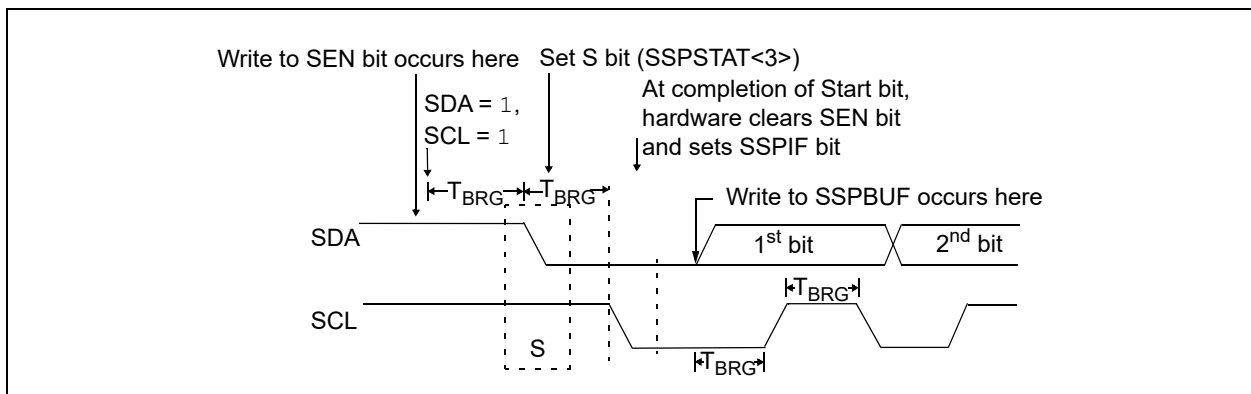 Write to SEN bit occurs here
Set S bit (SSPSTAT<3>)
SDA = 1,
SCL = 1
At completion of Start bit,
hardware clears SEN bit
and sets SSPIF bit
TBRG
TBRG
Write to SSPBUF occurs here
SDA
1st bit
2nd bit
TBRG
SCL
S
TBRG